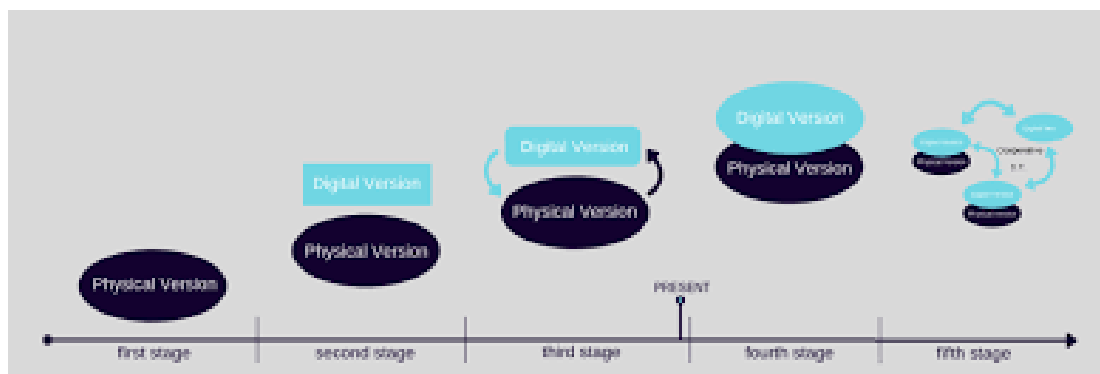 Physical Version
first stage
Digital Version
Physical Version
second stage
Digital Version
Physical Version
third stage
PRESENT
Digital Version
Physical Version
fourth stage
Cooperative
fifth stage